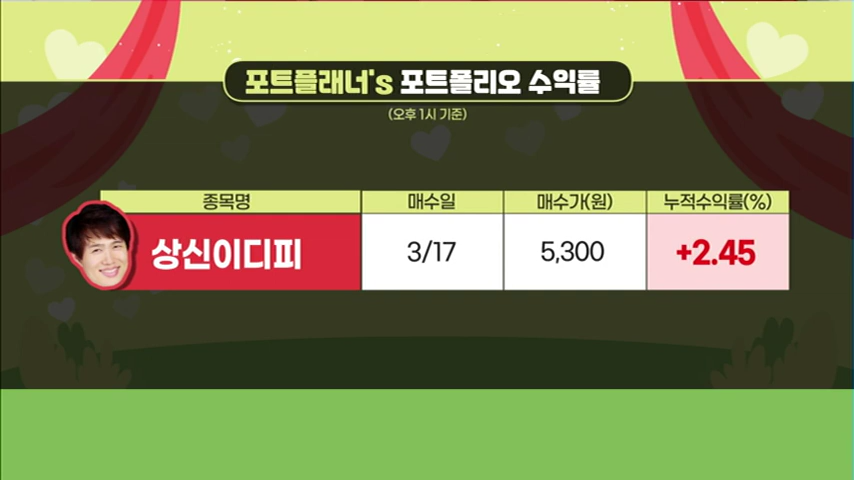 포트플래너's 포트폴리오 수익률
(오후 1시 기준)
종목명 매수일 매수가(원) 누적수익률(%)
상신이디피 3/17 5,300 +2.45